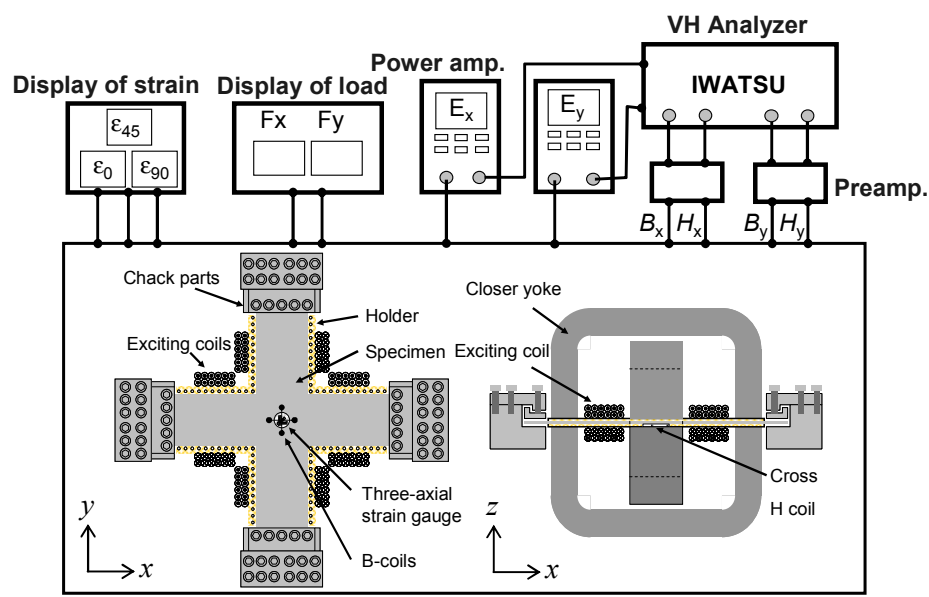 VH Analyzer
Display of strain
Display of load
Power amp.
IWATSU
ε45
ε0
ε90
Fx
Fy
Ex
Ey
Preamp.
Bx
Hx
By
Hy
Chack parts
Holder
Exciting coils
Specimen
Three-axial
strain gauge
B-coils
y
x
Closer yoke
Exciting coil
Cross
H coil
z
x